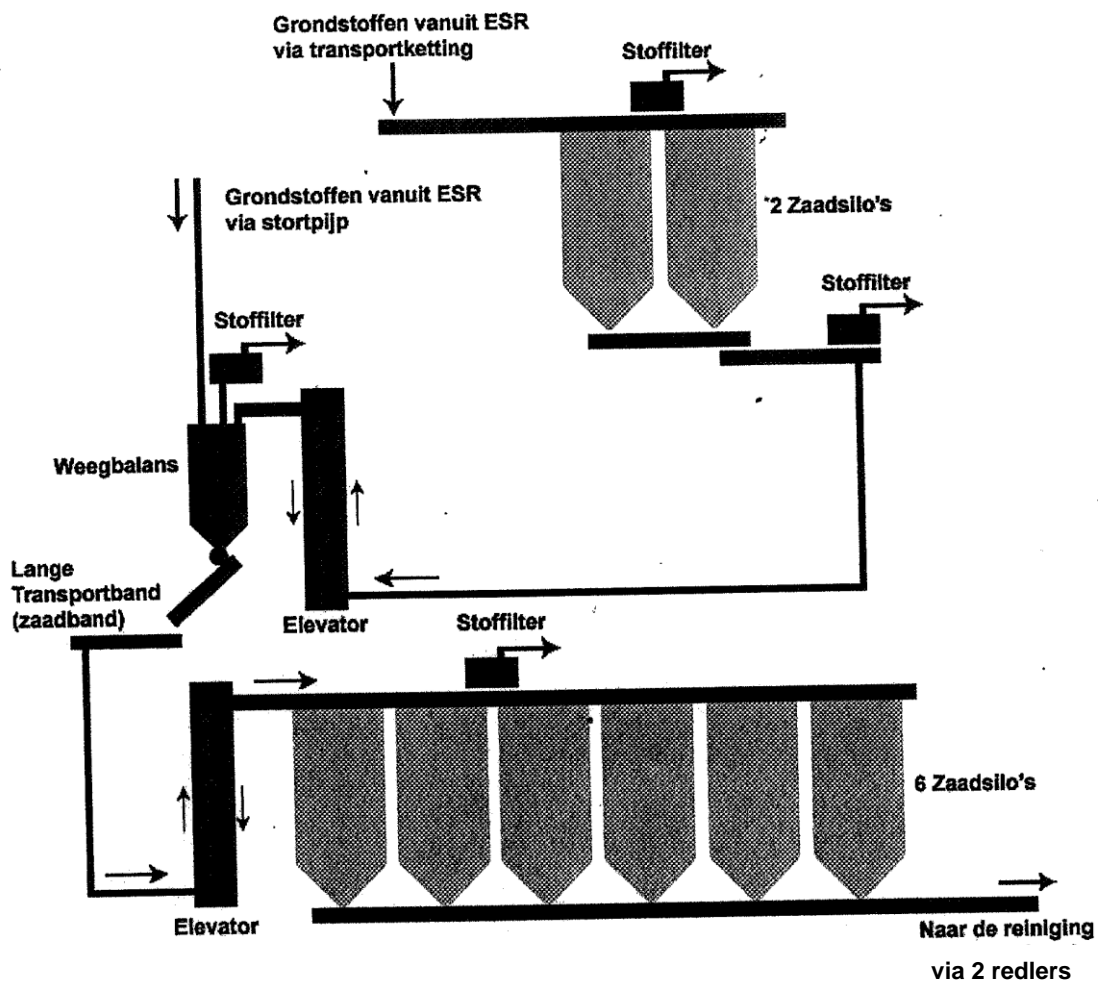 Grondstoffen vanuit ESR
via transportketting
Stoffilter
Grondstoffen vanuit ESR
via stortpijp
2 Zaadsilo's
Stoffilter
Stoffilter
Weegbalans
Lange
Transportband
(zaadband)
Elevator
Stoffilter
6 Zaadsilo's
Elevator
Naar de reiniging
via 2 redlers